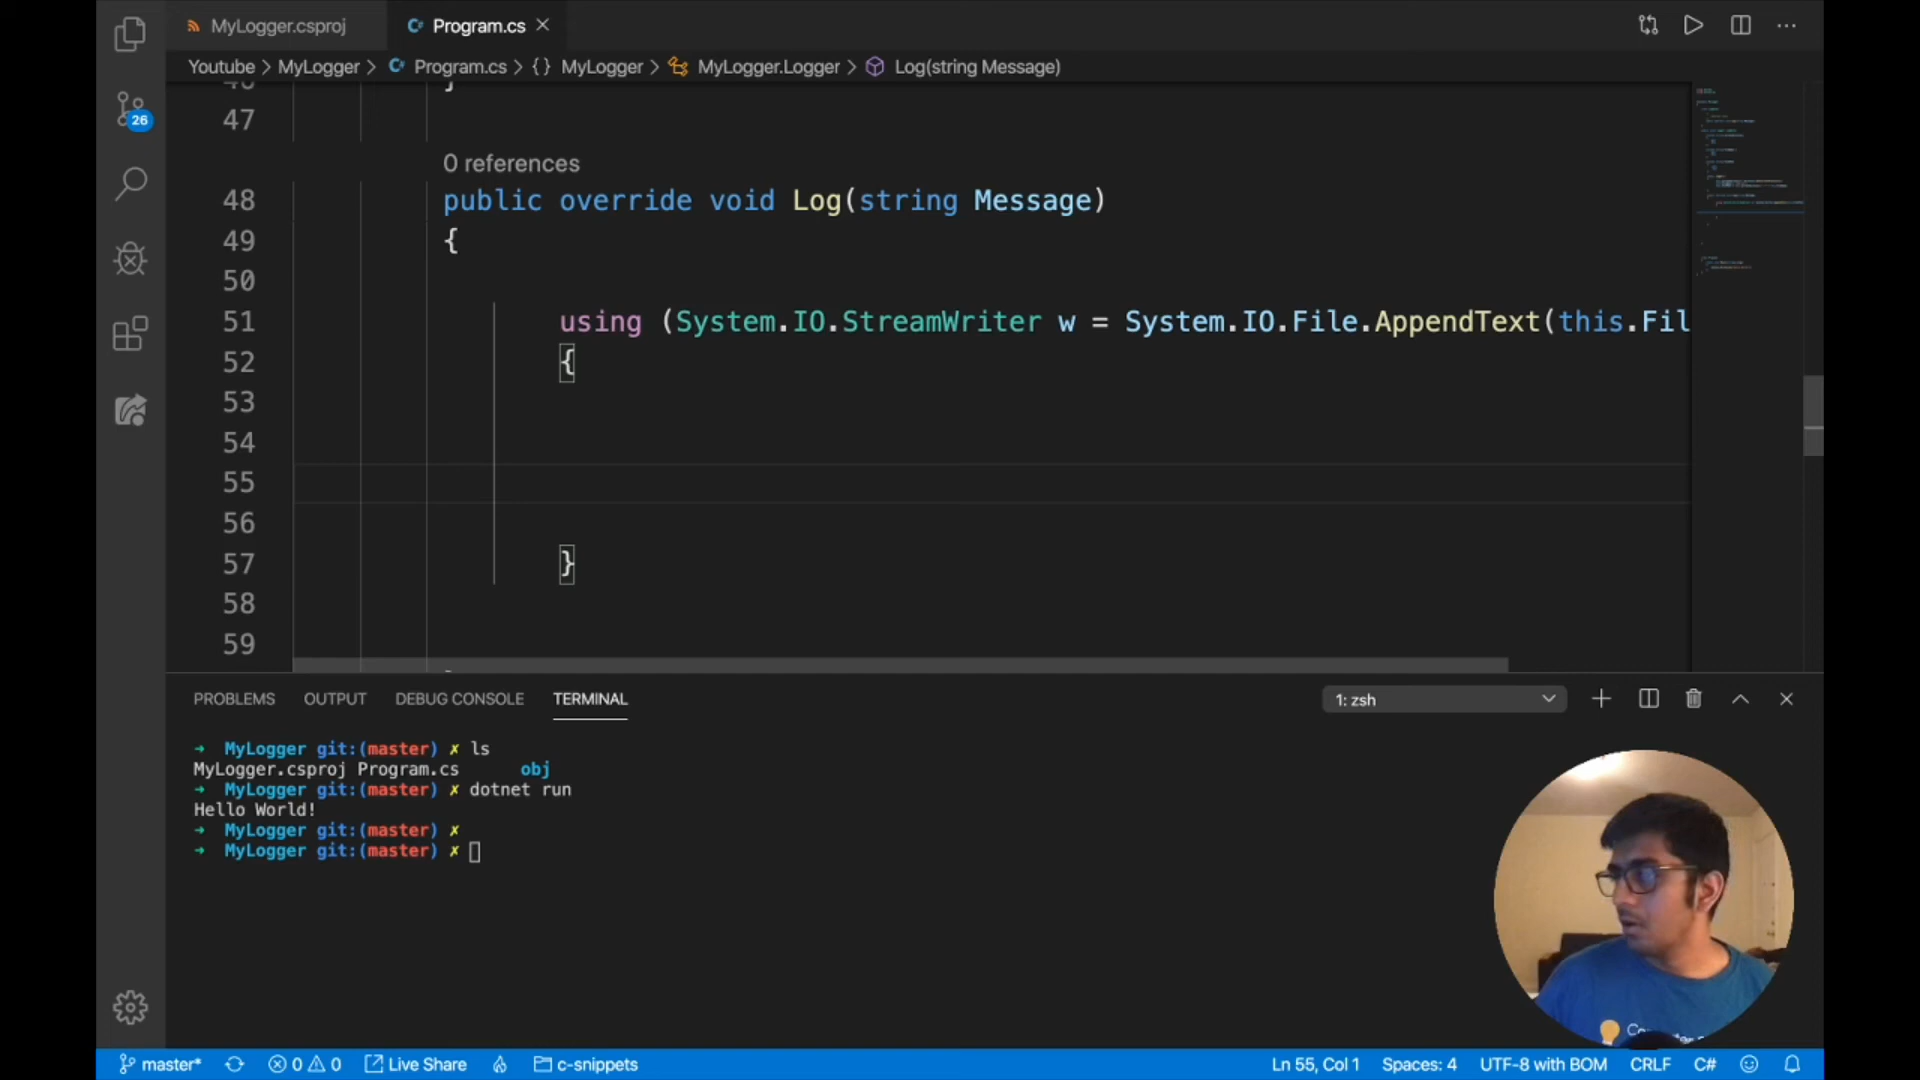 MyLogger.csproj
Program.cs
Youtube > MyLogger > Program.cs > {} MyLogger > MyLogger.Logger > Log(string Message)
26
47
0 references
48 public override void Log(string Message)
49 {
50
51 using (System.IO.StreamWriter w = System.IO.File.AppendText(this.Fil
52 {
53
54
55
56
57 }
58
59
PROBLEMS OUTPUT DEBUG CONSOLE TERMINAL
1: zsh
→ MyLogger git:(master) ✗ ls
MyLogger.csproj Program.cs obj
→ MyLogger git:(master) ✗ dotnet run
Hello World!
→ MyLogger git:(master) ✗
→ MyLogger git:(master) ✗
master* 0 0 Live Share c-snippets Ln 55, Col 1 Spaces: 4 UTF-8 with BOM CRLF C#